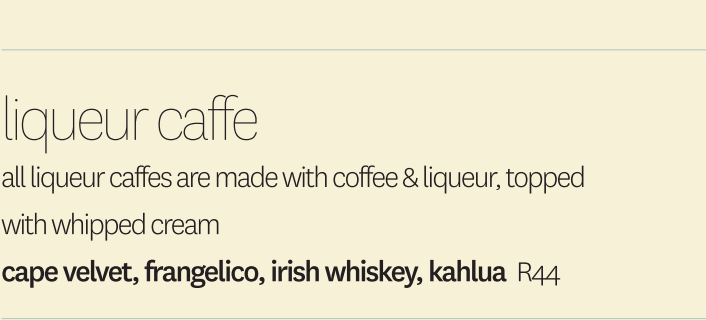 liqueur caffe
all liqueur caffes are made with coffee & liqueur, topped
with whipped cream
cape velvet, frangelico, irish whiskey, kahlua R44